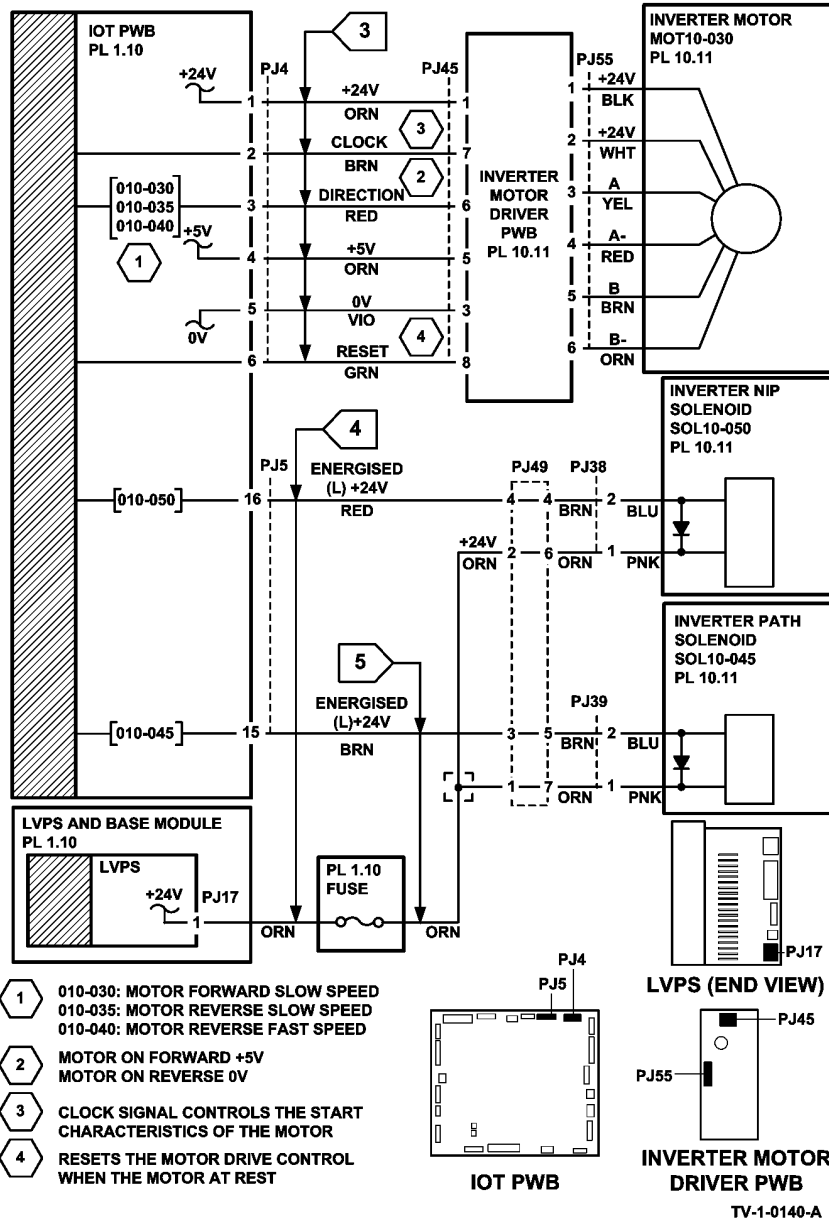 IOT PWB
PL 1.10
+24V
PJ4
3
PJ45
PJ55
INVERTER MOTOR
MOT10-030
PL 10.11
1
+24V
ORN
1
1
+24V
BLK
3
2
CLOCK
BRN
7
2
+24V
WHT
2
010-030
010-035
010-040
3
DIRECTION
RED
6
INVERTER
MOTOR
DRIVER
PWB
PL 10.11
3
A
YEL
1
+5V
4
+5V
ORN
5
4
A-
RED
0V
5
0V
VIO
3
5
B
BRN
4
6
RESET
GRN
8
6
B-
ORN
INVERTER NIP
SOLENOID
SOL10-050
PL 10.11
4
PJ5
ENERGISED
(L) +24V
RED
PJ49
PJ38
010-050
16
4
4
BRN
2
BLU
+24V
ORN
2
6
ORN
1
PNK
INVERTER PATH
SOLENOID
SOL10-045
PL 10.11
5
ENERGISED
(L)+24V
BRN
PJ39
010-045
15
3
5
BRN
2
BLU
1
7
ORN
1
PNK
LVPS AND BASE MODULE
PL 1.10
LVPS
+24V
PJ17
1
ORN
PL 1.10
FUSE
ORN
PJ17
LVPS (END VIEW)
1
010-030: MOTOR FORWARD SLOW SPEED
010-035: MOTOR REVERSE SLOW SPEED
010-040: MOTOR REVERSE FAST SPEED
2
MOTOR ON FORWARD +5V
MOTOR ON REVERSE 0V
3
CLOCK SIGNAL CONTROLS THE START
CHARACTERISTICS OF THE MOTOR
4
RESETS THE MOTOR DRIVE CONTROL
WHEN THE MOTOR AT REST
PJ4
PJ5
IOT PWB
PJ45
PJ55
INVERTER MOTOR
DRIVER PWB
TV-1-0140-A